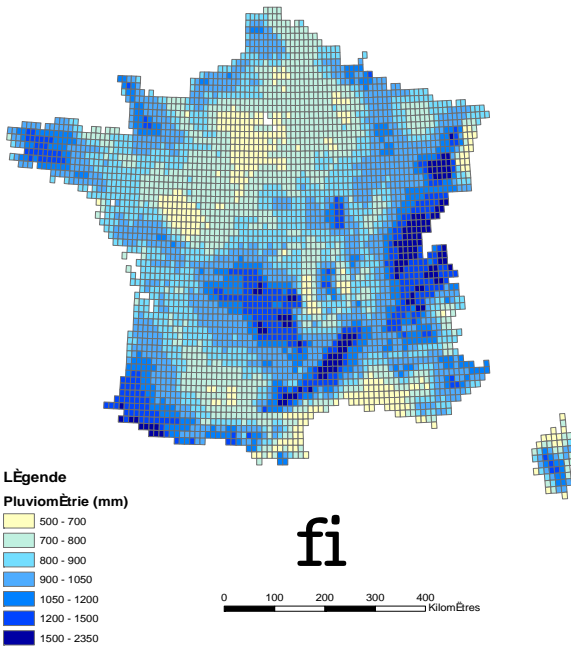 LÈgende
PluviomÈtrie (mm)
500 - 700
700 - 800
800 - 900
900 - 1050
1050 - 1200
1200 - 1500
1500 - 2350
fi
0 100 200 300 400
KilomËtres